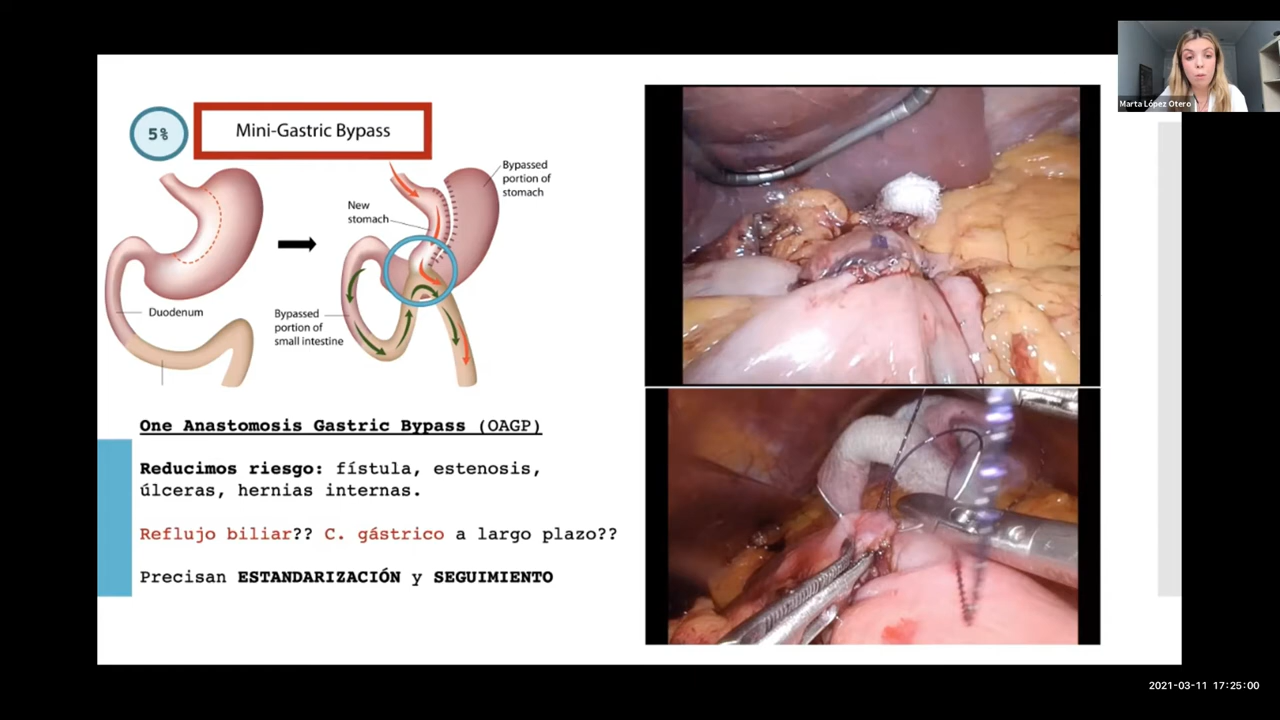 Marta López Otero
5%
Mini-Gastric Bypass
Bypassed
portion of
stomach
New
stomach
Duodenum
Bypassed
portion of
small intestine
One Anastomosis Gastric Bypass (OAGP)
Reducimos riesgo: fístula, estenosis,
úlceras, hernias internas.
Reflujo biliar?? C. gástrico a largo plazo??
Precisan ESTANDARIZACIÓN y SEGUIMIENTO
2021-03-11 17:25:00